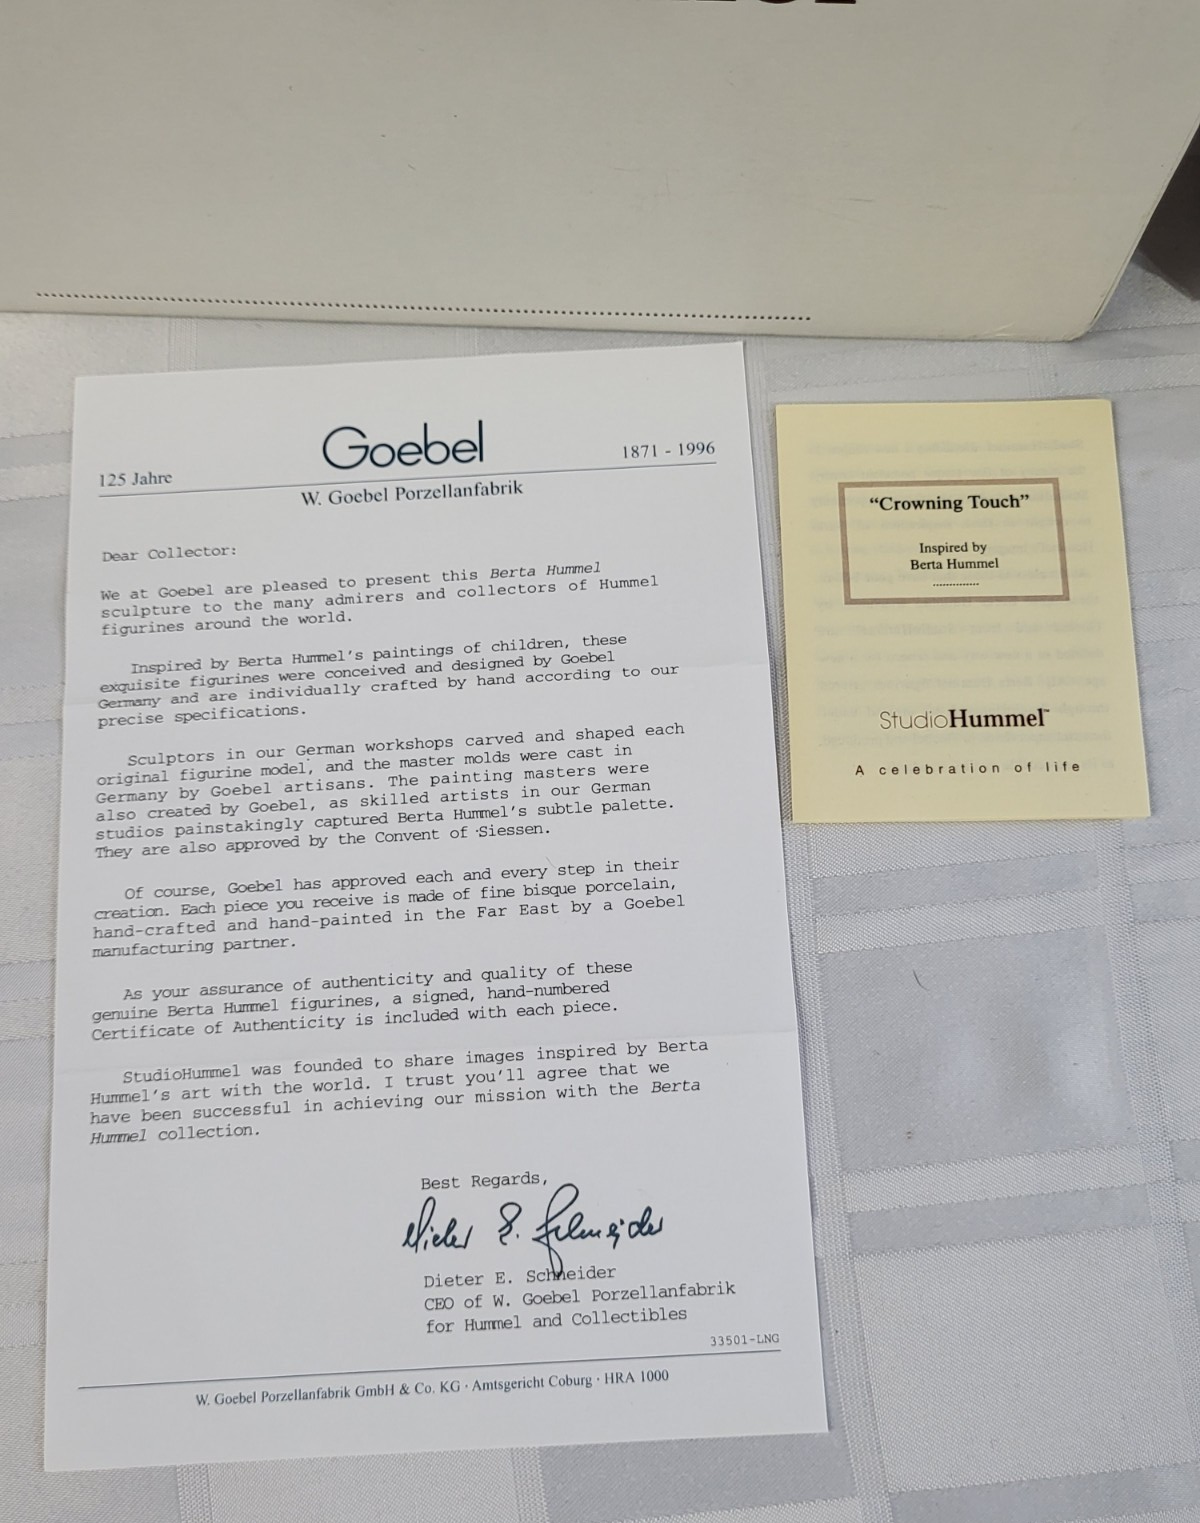 Goebel
125 Jahre
1871 - 1996
W. Goebel Porzellanfabrik
Dear Collector:
We at Goebel are pleased to present this Berta Hummel
sculpture to the many admirers and collectors of Hummel
figurines around the world.
Inspired by Berta Hummel's paintings of children, these
exquisite figurines were conceived and designed by Goebel
Germany and are individually crafted by hand according to our
precise specifications.
Sculptors in our German workshops carved and shaped each
original figurine model, and the master molds were cast in
Germany by Goebel artisans. The painting masters were
also created by Goebel, as skilled artists in our German
studios painstakingly captured Berta Hummel's subtle palette.
They are also approved by the Convent of Siessen.
Of course, Goebel has approved each and every step in their
creation. Each piece you receive is made of fine bisque porcelain,
hand-crafted and hand-painted in the Far East by a Goebel
manufacturing partner.
As your assurance of authenticity and quality of these
genuine Berta Hummel figurines, a signed, hand-numbered
Certificate of Authenticity is included with each piece.
StudioHummel was founded to share images inspired by Berta
Hummel's art with the world. I trust you'll agree that we
have been successful in achieving our mission with the Berta
Hummel collection.
Best Regards,
Dieter E. Schneider
Dieter E. Schneider
CEO of W. Goebel Porzellanfabrik
for Hummel and Collectibles
33501-LNG
W. Goebel Porzellanfabrik GmbH & Co. KG · Amtsgericht Coburg · HRA 1000
"Crowning Touch"
Inspired by
Berta Hummel
StudioHummel™
A celebration of life